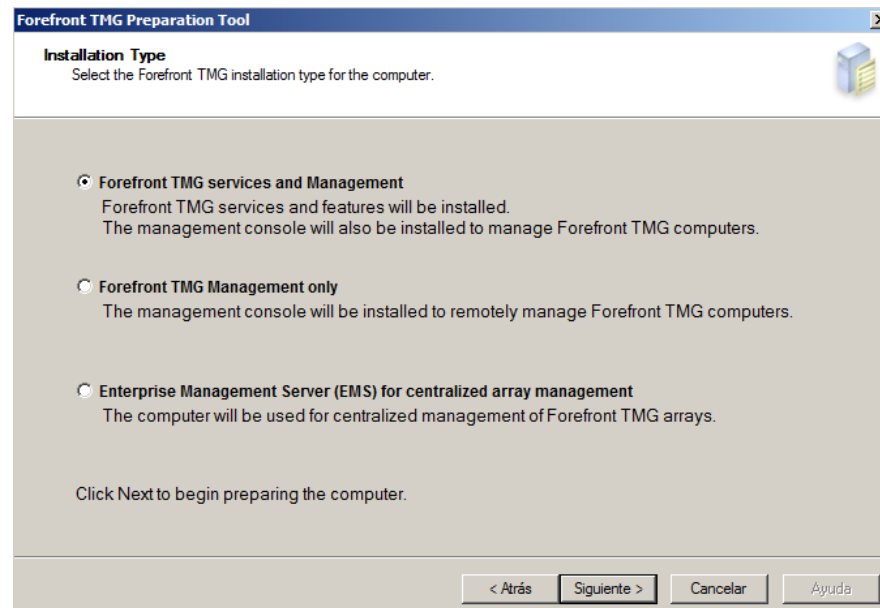 Forefront TMG Preparation Tool
Installation Type
Select the Forefront TMG installation type for the computer.
Forefront TMG services and Management
Forefront TMG services and features will be installed.
The management console will also be installed to manage Forefront TMG computers.
Forefront TMG Management only
The management console will be installed to remotely manage Forefront TMG computers.
Enterprise Management Server (EMS) for centralized array management
The computer will be used for centralized management of Forefront TMG arrays.
Click Next to begin preparing the computer.
< Atrás Siguiente > Cancelar Ayuda